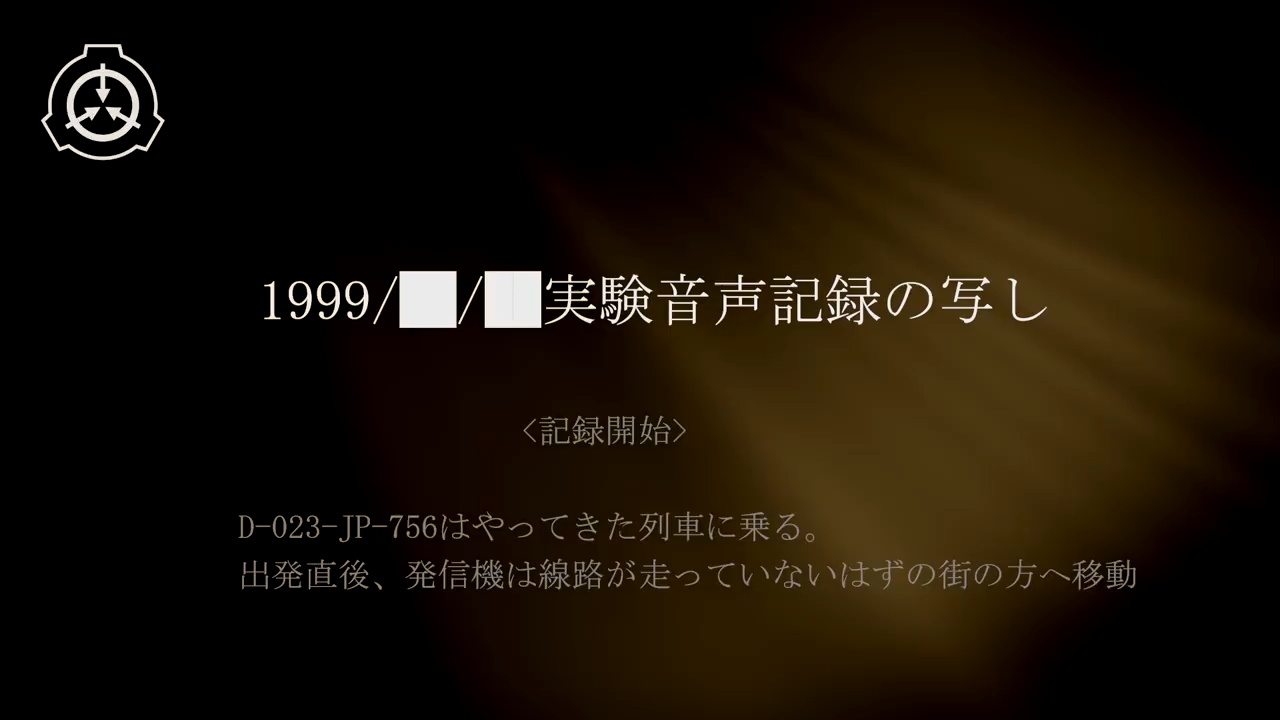 1999/██/██実験音声記録の写し
<記録開始>
D-023-JP-756はやってきた列車に乗る。
出発直後、発信機は線路が走っていないはずの街の方へ移動